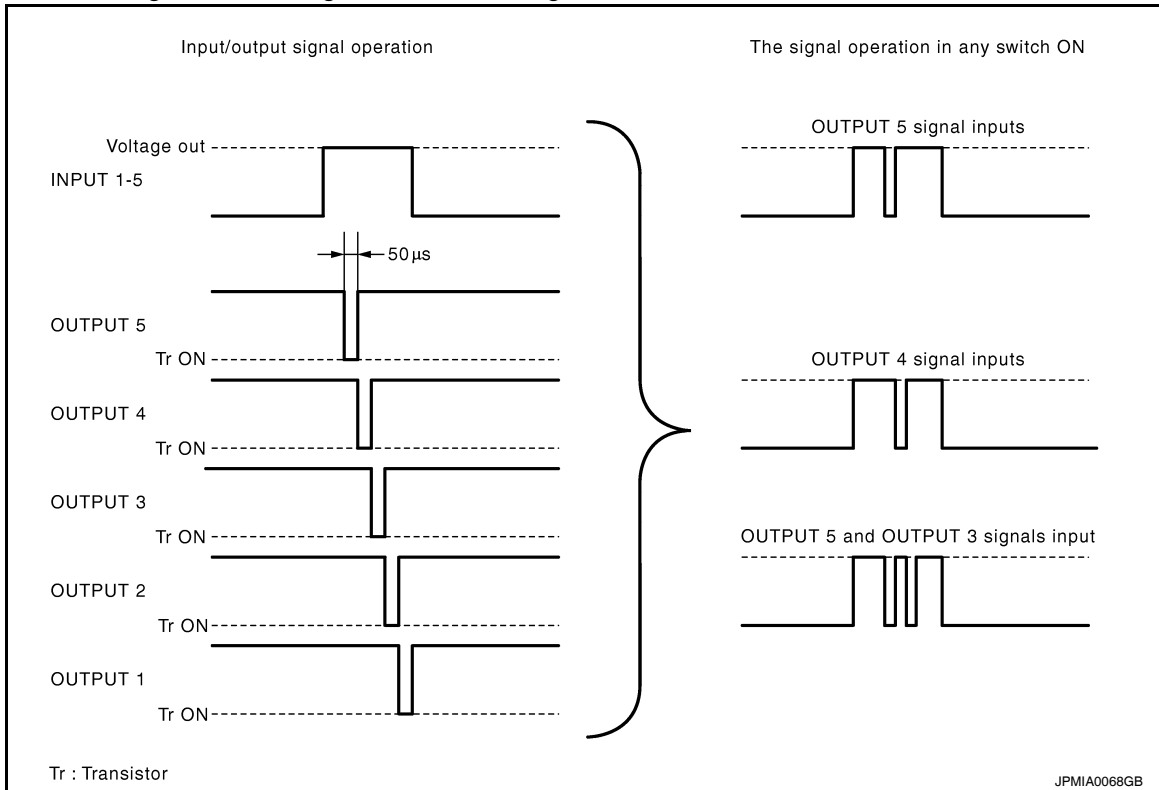 Input/output signal operation
The signal operation in any switch ON
OUTPUT 5 signal inputs
Voltage out
INPUT 1-5
50 µs
OUTPUT 5
Tr ON
OUTPUT 4 signal inputs
OUTPUT 4
Tr ON
OUTPUT 3
Tr ON
OUTPUT 5 and OUTPUT 3 signals input
OUTPUT 2
Tr ON
OUTPUT 1
Tr ON
Tr : Transistor
JPMIA0068GB